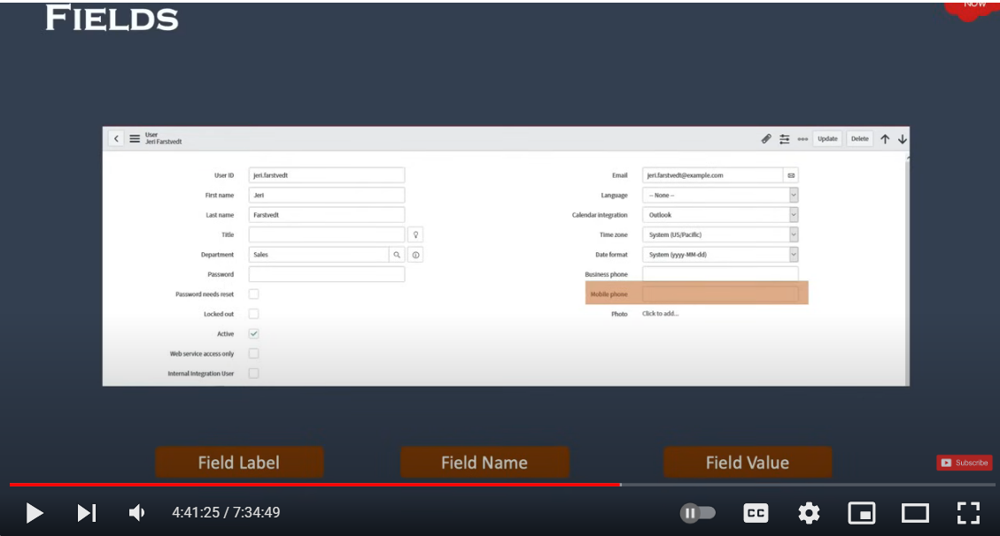 FIELDS
NOW
User
Jeri Farstvedt
Update
Delete
User ID
jeri.farstvedt
First name
Jeri
Last name
Farstvedt
Title
Department
Sales
Password
Password needs reset
Locked out
Active
Web service access only
Internal Integration User
Email
jeri.farstvedt@example.com
Language
-- None --
Calendar integration
Outlook
Time zone
System (US/Pacific)
Date format
System (yyyy-MM-dd)
Business phone
Mobile phone
Photo
Click to add...
Field Label
Field Name
Field Value
Subscribe
4:41:25 / 7:34:49
CC